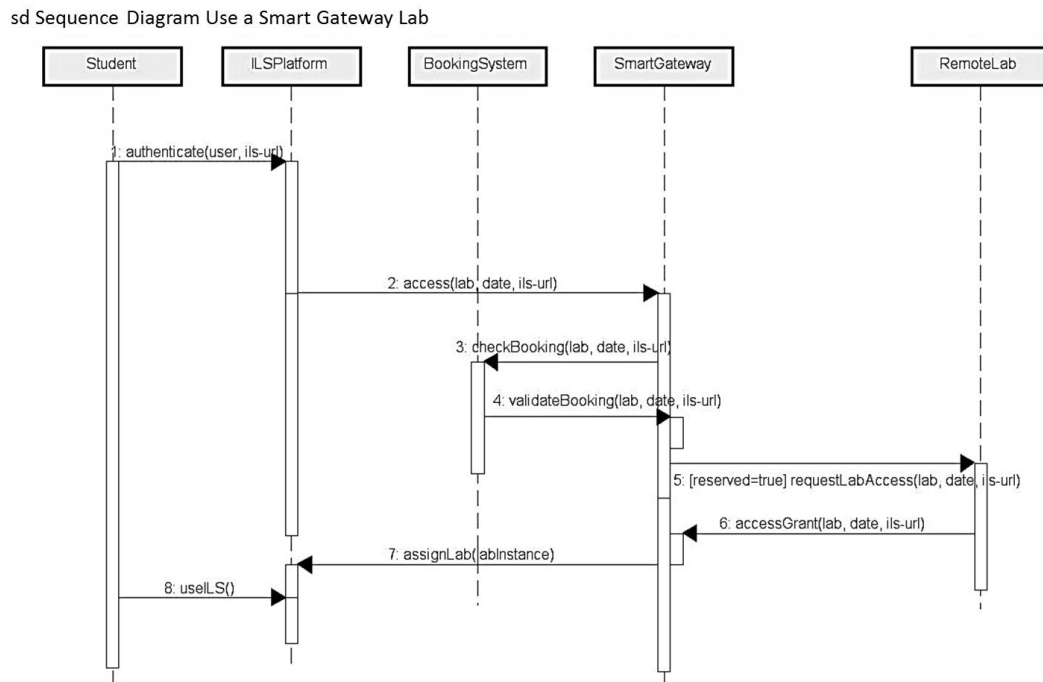 sd Sequence Diagram Use a Smart Gateway Lab
Student
ILSPlatform
BookingSystem
SmartGateway
RemoteLab
1: authenticate(user, ils-url)
2: access(lab, date, ils-url)
3: checkBooking(lab, date, ils-url)
4: validateBooking(lab, date, ils-url)
5: [reserved=true] requestLabAccess(lab, date, ils-url)
6: accessGrant(lab, date, ils-url)
7: assignLab(labInstance)
8: useILS()